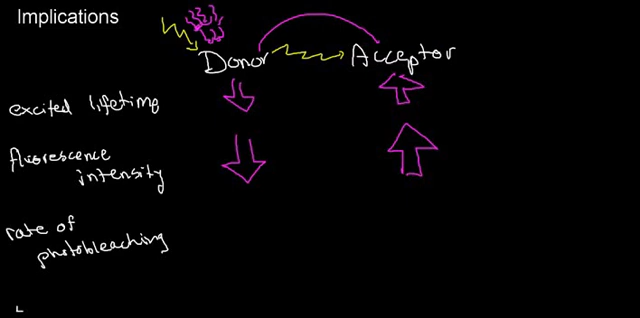 Implications
Donor Acceptor
excited lifetime
fluorescence
intensity
rate of
photobleaching